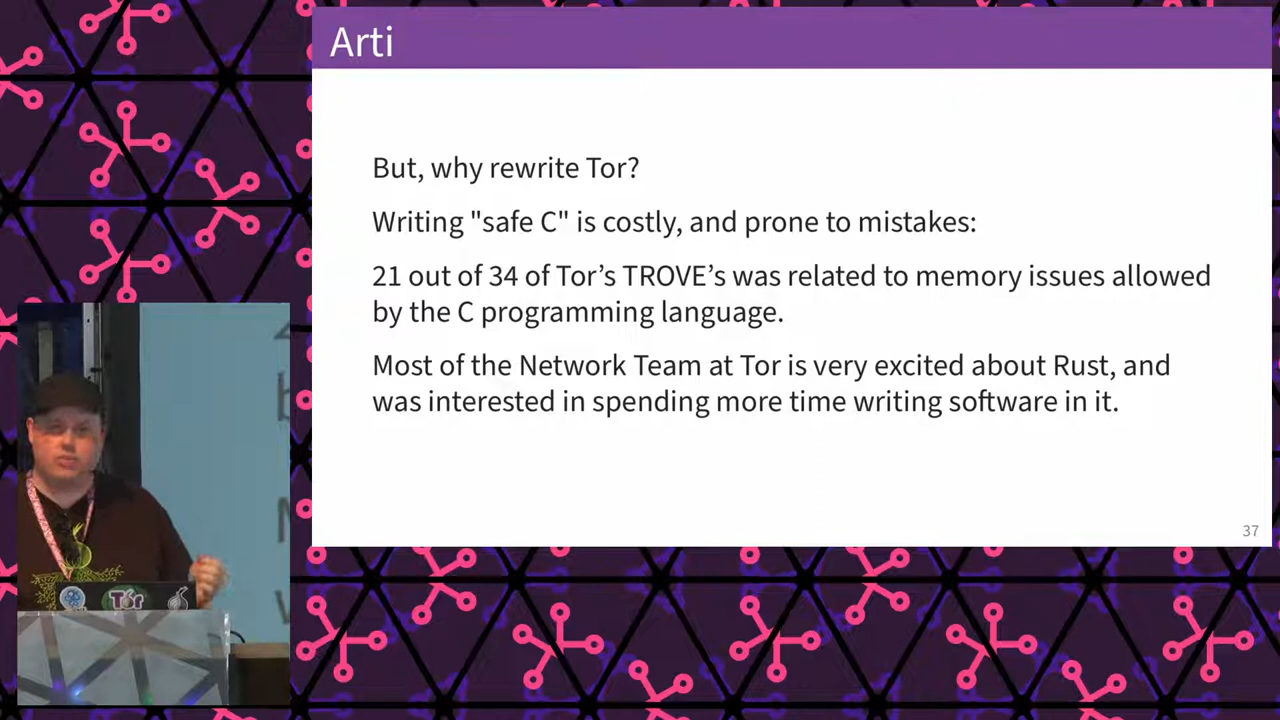 Arti
But, why rewrite Tor?
Writing "safe C" is costly, and prone to mistakes:
21 out of 34 of Tor’s TROVE’s was related to memory issues allowed
by the C programming language.
Most of the Network Team at Tor is very excited about Rust, and
was interested in spending more time writing software in it.
37
Tor